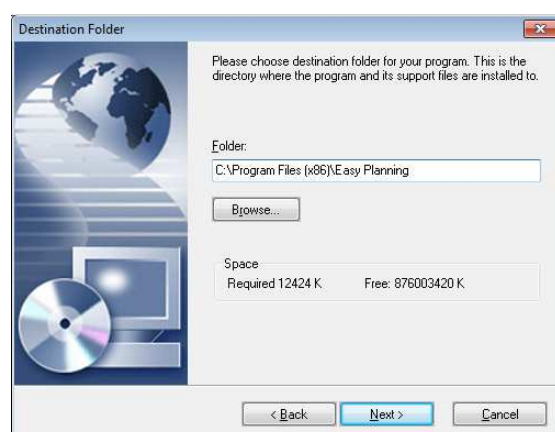 Destination Folder
Please choose destination folder for your program. This is the
directory where the program and its support files are installed to.
Folder:
C:\Program Files (x86)\Easy Planning
Browse...
Space
Required 12424 K Free: 876003420 K
< Back Next > Cancel